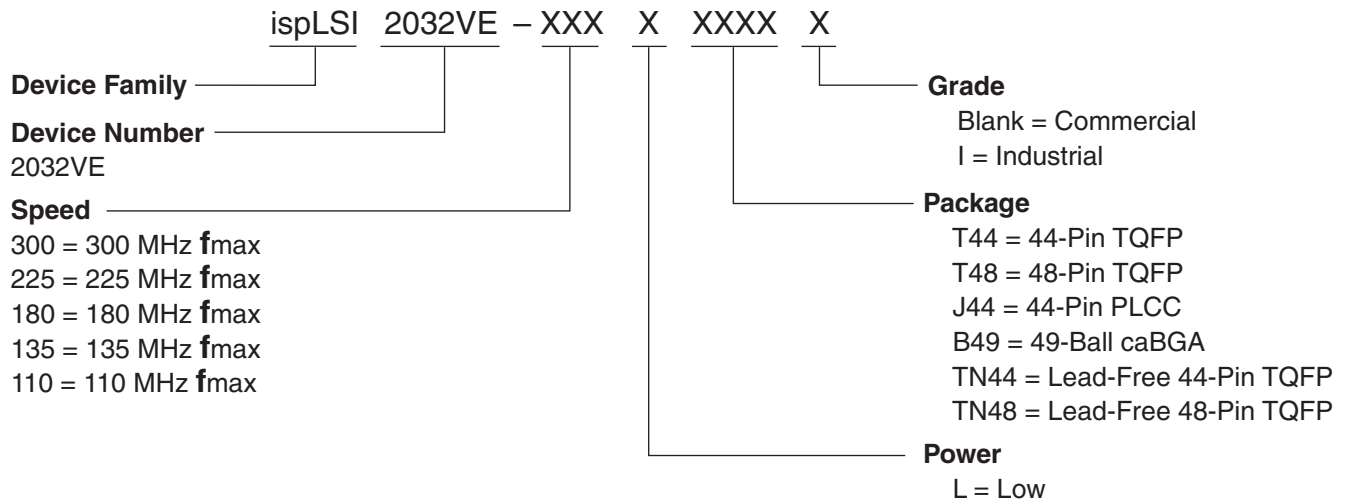 ispLSI 2032VE – XXX X XXXX X
Device Family
Device Number
2032VE
Speed
300 = 300 MHz fmax
225 = 225 MHz fmax
180 = 180 MHz fmax
135 = 135 MHz fmax
110 = 110 MHz fmax
Grade
Blank = Commercial
I = Industrial
Package
T44 = 44-Pin TQFP
T48 = 48-Pin TQFP
J44 = 44-Pin PLCC
B49 = 49-Ball caBGA
TN44 = Lead-Free 44-Pin TQFP
TN48 = Lead-Free 48-Pin TQFP
Power
L = Low